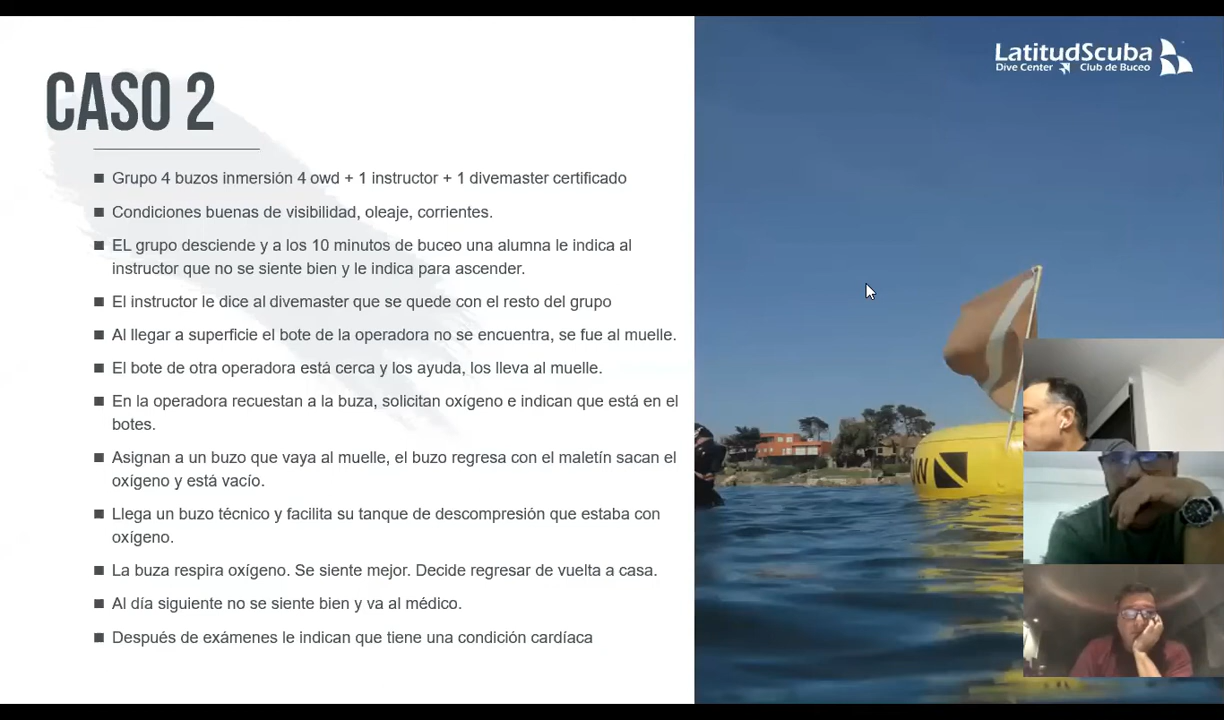 LatitudScuba
Dive Center Club de Buceo
CASO 2
Grupo 4 buzos inmersión 4 owd + 1 instructor + 1 divemaster certificado
Condiciones buenas de visibilidad, oleaje, corrientes.
EL grupo desciende y a los 10 minutos de buceo una alumna le indica al
instructor que no se siente bien y le indica para ascender.
El instructor le dice al divemaster que se quede con el resto del grupo
Al llegar a superficie el bote de la operadora no se encuentra, se fue al muelle.
El bote de otra operadora está cerca y los ayuda, los lleva al muelle.
En la operadora recuestan a la buza, solicitan oxígeno e indican que está en el
botes.
Asignan a un buzo que vaya al muelle, el buzo regresa con el maletín sacan el
oxígeno y está vacío.
Llega un buzo técnico y facilita su tanque de descompresión que estaba con
oxígeno.
La buza respira oxígeno. Se siente mejor. Decide regresar de vuelta a casa.
Al día siguiente no se siente bien y va al médico.
Después de exámenes le indican que tiene una condición cardíaca